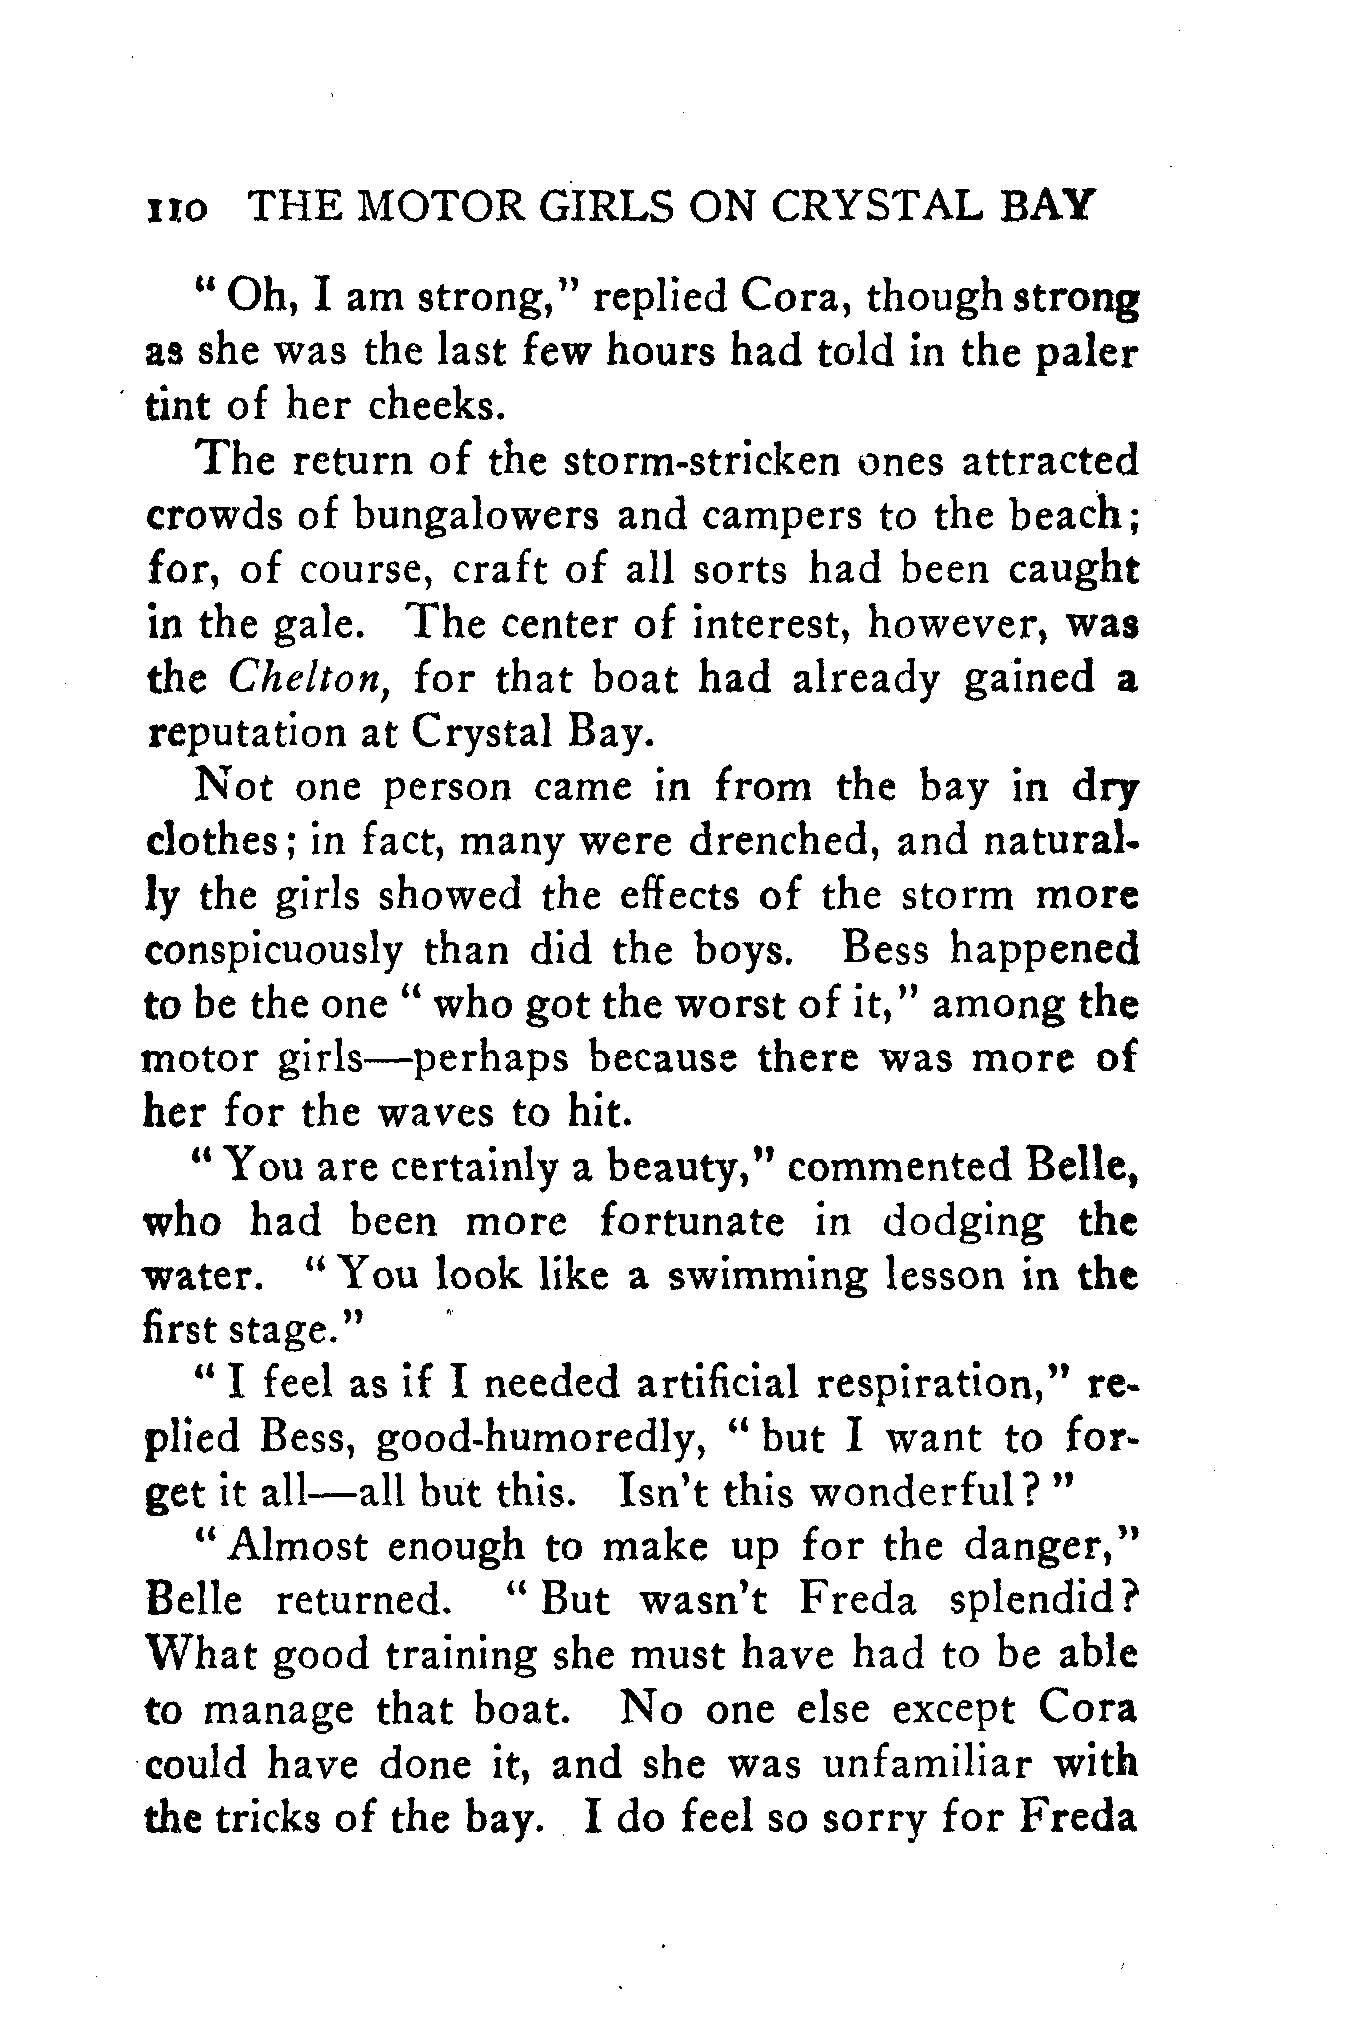 110 THE MOTOR GIRLS ON CRYSTAL BAY
" Oh, I am strong," replied Cora, though strong
as she was the last few hours had told in the paler
tint of her cheeks.
The return of the storm-stricken ones attracted
crowds of bungalowers and campers to the beach;
for, of course, craft of all sorts had been caught
in the gale. The center of interest, however, was
the Chelton, for that boat had already gained a
reputation at Crystal Bay.
Not one person came in from the bay in dry
clothes; in fact, many were drenched, and natural-
ly the girls showed the effects of the storm more
conspicuously than did the boys. Bess happened
to be the one " who got the worst of it," among the
motor girls—perhaps because there was more of
her for the waves to hit.
" You are certainly a beauty," commented Belle,
who had been more fortunate in dodging the
water. " You look like a swimming lesson in the
first stage."
" I feel as if I needed artificial respiration," re-
plied Bess, good-humoredly, " but I want to for-
get it all—all but this. Isn't this wonderful? "
" Almost enough to make up for the danger,"
Belle returned. " But wasn't Freda splendid?
What good training she must have had to be able
to manage that boat. No one else except Cora
could have done it, and she was unfamiliar with
the tricks of the bay. I do feel so sorry for Freda